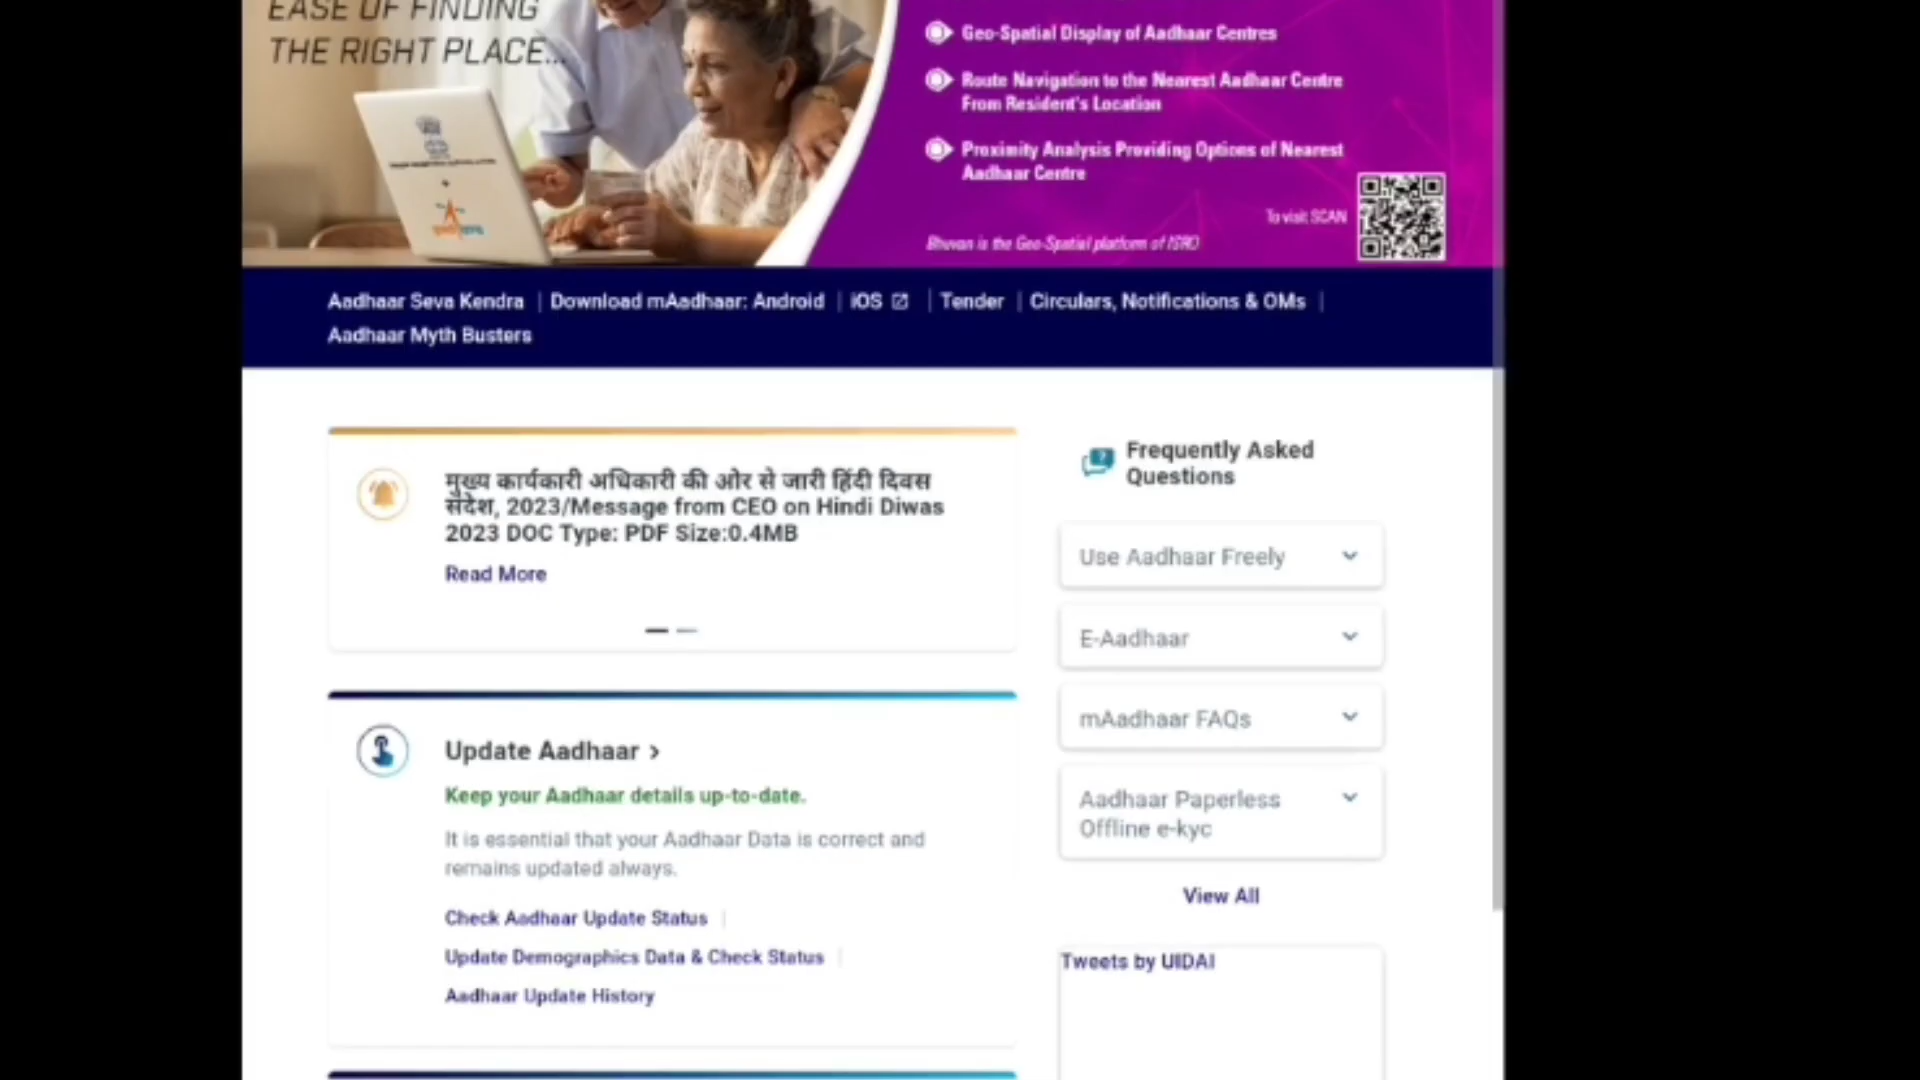 EASE OF FINDING
THE RIGHT PLACE...
Geo-Spatial Display of Aadhaar Centres
Route Navigation to the Nearest Aadhaar Centre
From Resident's Location
Proximity Analysis Providing Options of Nearest
Aadhaar Centre
To visit SCAN
Bhuvan is the Geo-Spatial platform of ISRO
Aadhaar Seva Kendra | Download mAadhaar: Android | iOS | Tender | Circulars, Notifications & OMs |
Aadhaar Myth Busters
मुख्य कार्यकारी अधिकारी की ओर से जारी हिंदी दिवस
संदेश, 2023/Message from CEO on Hindi Diwas
2023 DOC Type: PDF Size:0.4MB
Read More
Update Aadhaar >
Keep your Aadhaar details up-to-date.
It is essential that your Aadhaar Data is correct and
remains updated always.
Check Aadhaar Update Status |
Update Demographics Data & Check Status |
Aadhaar Update History
Frequently Asked
Questions
Use Aadhaar Freely
E-Aadhaar
mAadhaar FAQs
Aadhaar Paperless
Offline e-kyc
View All
Tweets by UIDAI